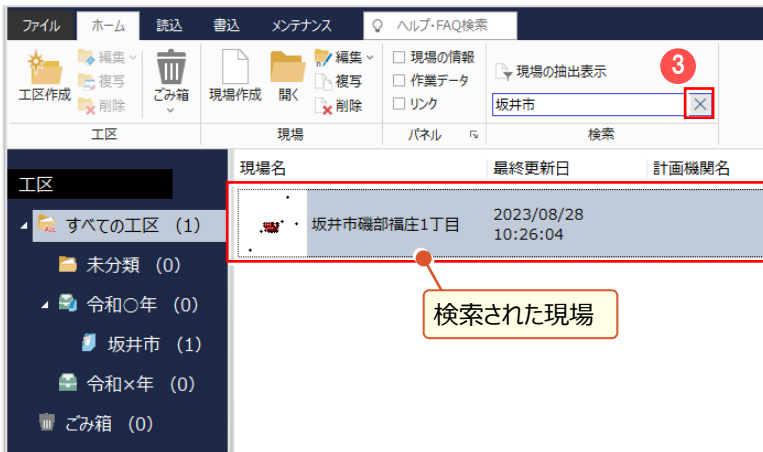 ファイル ホーム 読込 書込 メンテナンス ヘルプ・FAQ検索
工区作成
編集
複写
削除
ごみ箱
工区
現場作成
開く
編集
複写
削除
現場
現場の情報
作業データ
リンク
パネル
現場の抽出表示
3
坂井市
検索
工区
すべての工区 (1)
未分類 (0)
令和○年 (0)
坂井市 (1)
令和×年 (0)
ごみ箱 (0)
現場名 最終更新日 計画機関名
坂井市磯部福庄1丁目
2023/08/28
10:26:04
検索された現場